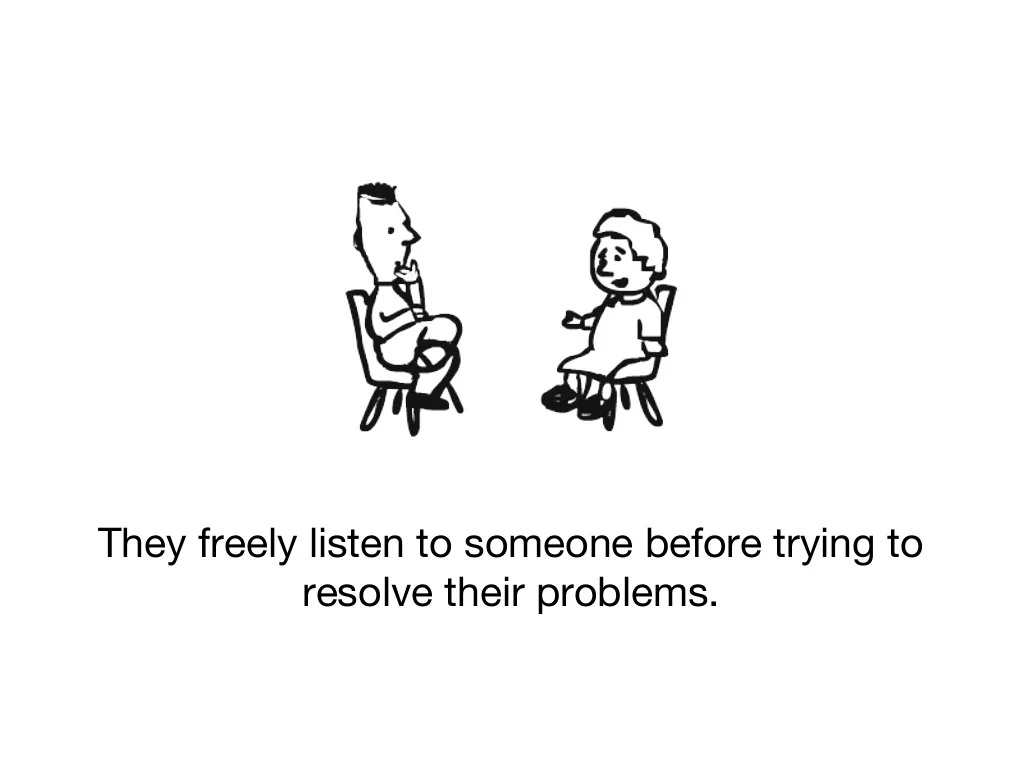 They freely listen to someone before trying to
resolve their problems.